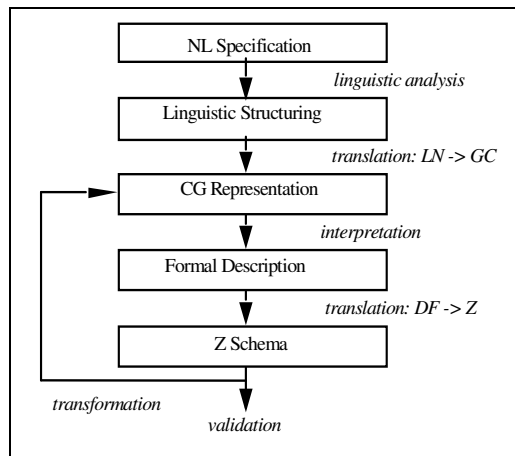 NL Specification
linguistic analysis
Linguistic Structuring
translation: LN -> GC
CG Representation
interpretation
Formal Description
translation: DF -> Z
Z Schema
transformation
validation